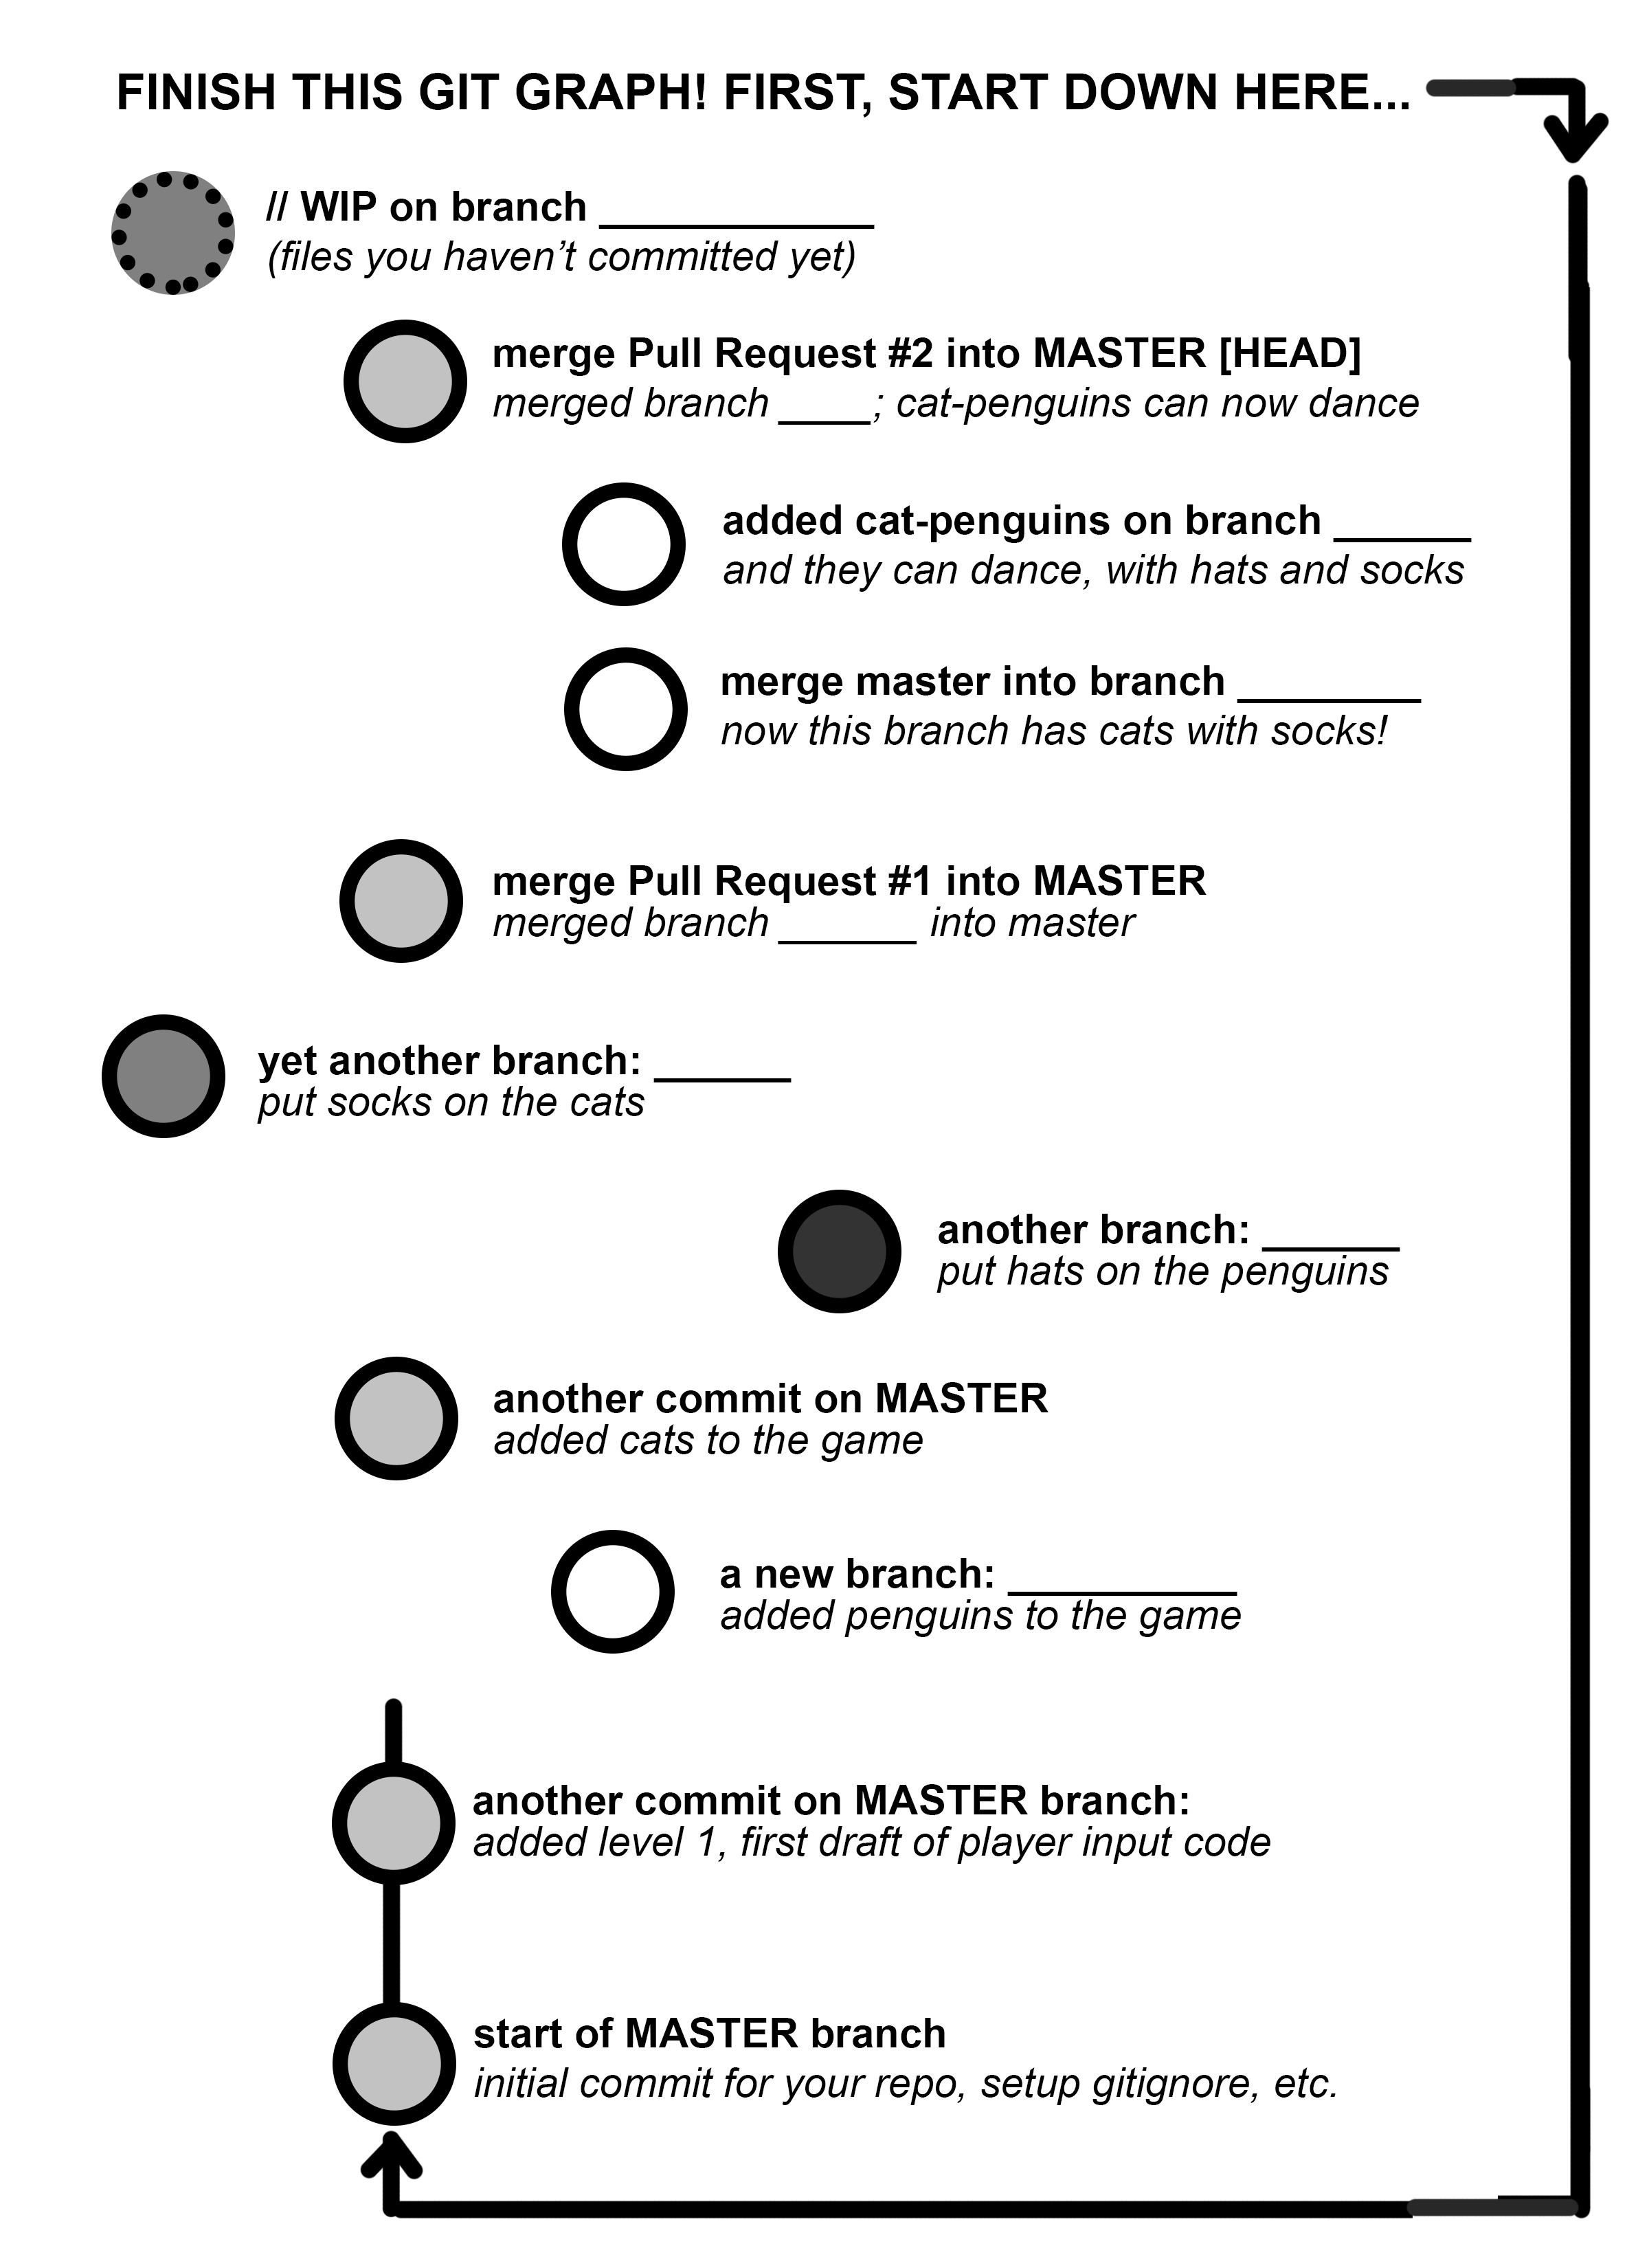 FINISH THIS GIT GRAPH! FIRST, START DOWN HERE...
// WIP on branch ____________
(files you haven’t committed yet)
merge Pull Request #2 into MASTER [HEAD]
merged branch ____; cat-penguins can now dance
added cat-penguins on branch ______
and they can dance, with hats and socks
merge master into branch ________
now this branch has cats with socks!
merge Pull Request #1 into MASTER
merged branch ______ into master
yet another branch: ______
put socks on the cats
another branch: ______
put hats on the penguins
another commit on MASTER
added cats to the game
a new branch: __________
added penguins to the game
another commit on MASTER branch:
added level 1, first draft of player input code
start of MASTER branch
initial commit for your repo, setup gitignore, etc.